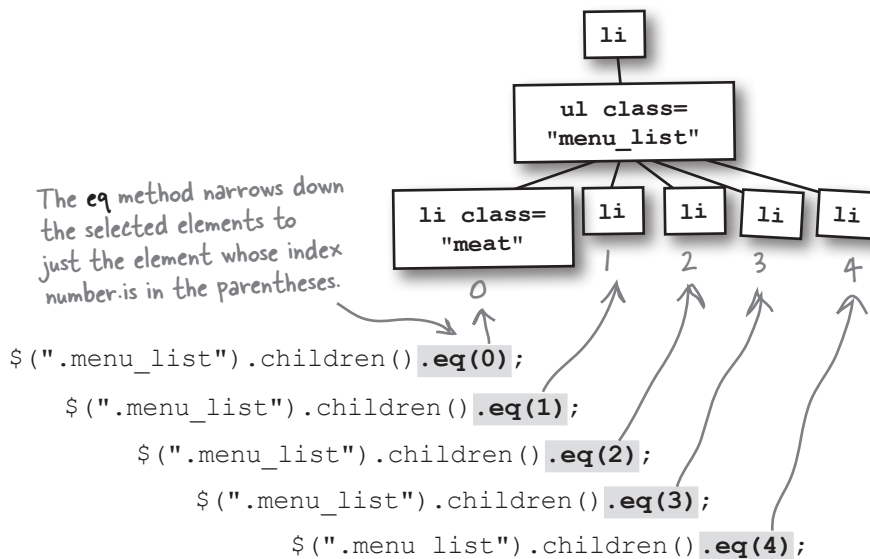 li
ul class=
"menu_list"
The eq method narrows down
the selected elements to
just the element whose index
number is in the parentheses.
li class=
"meat"
li
li
li
li
0
1
2
3
4
$(".menu_list").children().eq(0);
$(".menu_list").children().eq(1);
$(".menu_list").children().eq(2);
$(".menu_list").children().eq(3);
$(".menu list").children().eq(4);